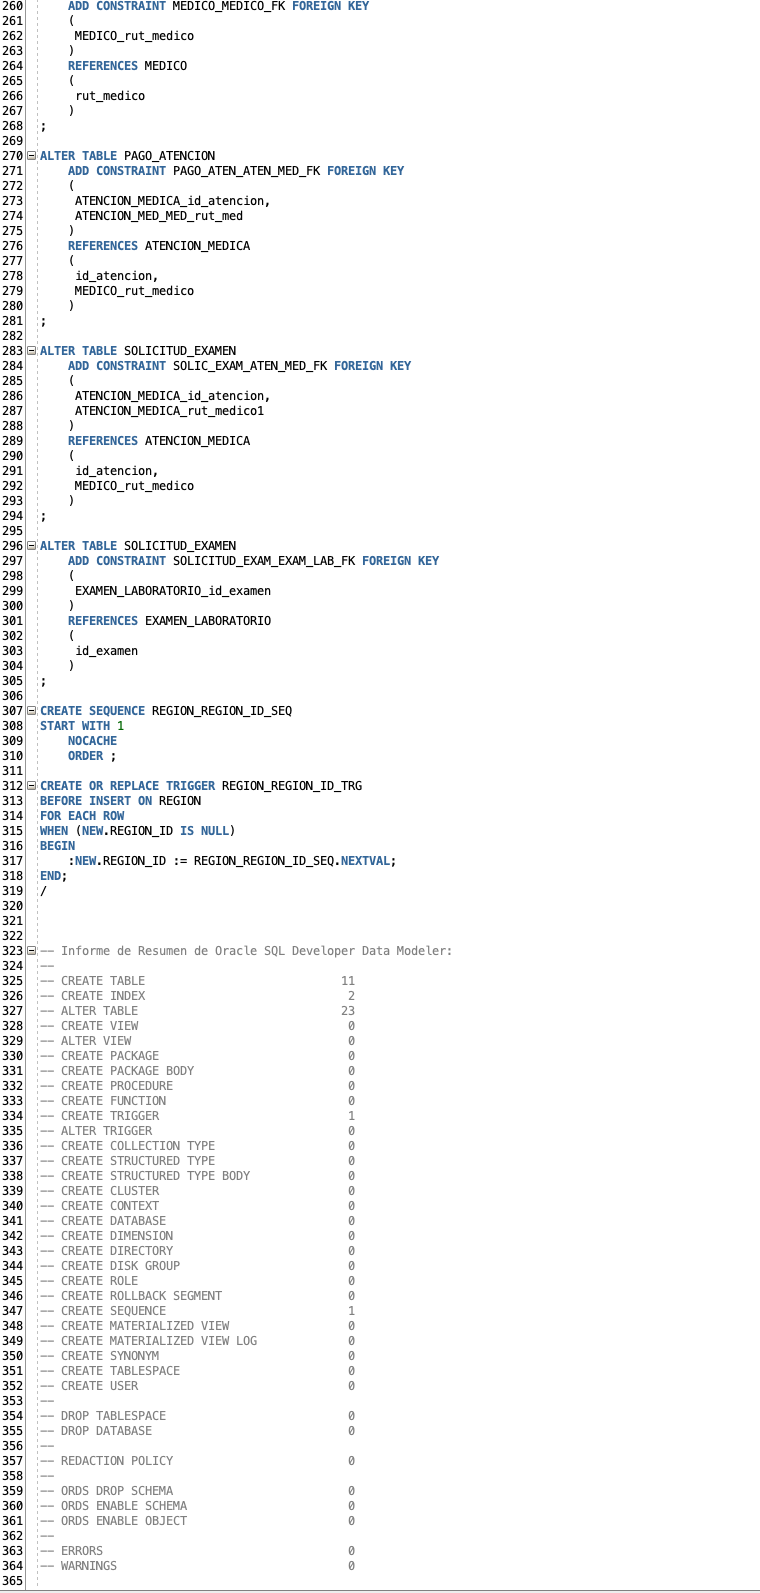 260 ADD CONSTRAINT MEDICO_MEDICO_FK FOREIGN KEY
261 (
262 MEDICO_rut_medico
263 )
264 REFERENCES MEDICO
265 (
266 rut_medico
267 )
268 ;
269
270 ALTER TABLE PAGO_ATENCION
271 ADD CONSTRAINT PAGO_ATEN_ATEN_MED_FK FOREIGN KEY
272 (
273 ATENCION_MEDICA_id_atencion,
274 ATENCION_MED_MED_rut_med
275 )
276 REFERENCES ATENCION_MEDICA
277 (
278 id_atencion,
279 MEDICO_rut_medico
280 )
281 ;
282
283 ALTER TABLE SOLICITUD_EXAMEN
284 ADD CONSTRAINT SOLIC_EXAM_ATEN_MED_FK FOREIGN KEY
285 (
286 ATENCION_MEDICA_id_atencion,
287 ATENCION_MEDICA_rut_medico1
288 )
289 REFERENCES ATENCION_MEDICA
290 (
291 id_atencion,
292 MEDICO_rut_medico
293 )
294 ;
295
296 ALTER TABLE SOLICITUD_EXAMEN
297 ADD CONSTRAINT SOLICITUD_EXAM_EXAM_LAB_FK FOREIGN KEY
298 (
299 EXAMEN_LABORATORIO_id_examen
300 )
301 REFERENCES EXAMEN_LABORATORIO
302 (
303 id_examen
304 )
305 ;
306
307 CREATE SEQUENCE REGION_REGION_ID_SEQ
308 START WITH 1
309 NOCACHE
310 ORDER ;
311
312 CREATE OR REPLACE TRIGGER REGION_REGION_ID_TRG
313 BEFORE INSERT ON REGION
314 FOR EACH ROW
315 WHEN (NEW.REGION_ID IS NULL)
316 BEGIN
317 :NEW.REGION_ID := REGION_REGION_ID_SEQ.NEXTVAL;
318 END;
319 /
320
321
322
323 -- Informe de Resumen de Oracle SQL Developer Data Modeler:
324 --
325 -- CREATE TABLE 11
326 -- CREATE INDEX 2
327 -- ALTER TABLE 23
328 -- CREATE VIEW 0
329 -- ALTER VIEW 0
330 -- CREATE PACKAGE 0
331 -- CREATE PACKAGE BODY 0
332 -- CREATE PROCEDURE 0
333 -- CREATE FUNCTION 0
334 -- CREATE TRIGGER 1
335 -- ALTER TRIGGER 0
336 -- CREATE COLLECTION TYPE 0
337 -- CREATE STRUCTURED TYPE 0
338 -- CREATE STRUCTURED TYPE BODY 0
339 -- CREATE CLUSTER 0
340 -- CREATE CONTEXT 0
341 -- CREATE DATABASE 0
342 -- CREATE DIMENSION 0
343 -- CREATE DIRECTORY 0
344 -- CREATE DISK GROUP 0
345 -- CREATE ROLE 0
346 -- CREATE ROLLBACK SEGMENT 0
347 -- CREATE SEQUENCE 1
348 -- CREATE MATERIALIZED VIEW 0
349 -- CREATE MATERIALIZED VIEW LOG 0
350 -- CREATE SYNONYM 0
351 -- CREATE TABLESPACE 0
352 -- CREATE USER 0
353 --
354 -- DROP TABLESPACE 0
355 -- DROP DATABASE 0
356 --
357 -- REDACTION POLICY 0
358 --
359 -- ORDS DROP SCHEMA 0
360 -- ORDS ENABLE SCHEMA 0
361 -- ORDS ENABLE OBJECT 0
362 --
363 -- ERRORS 0
364 -- WARNINGS 0
365